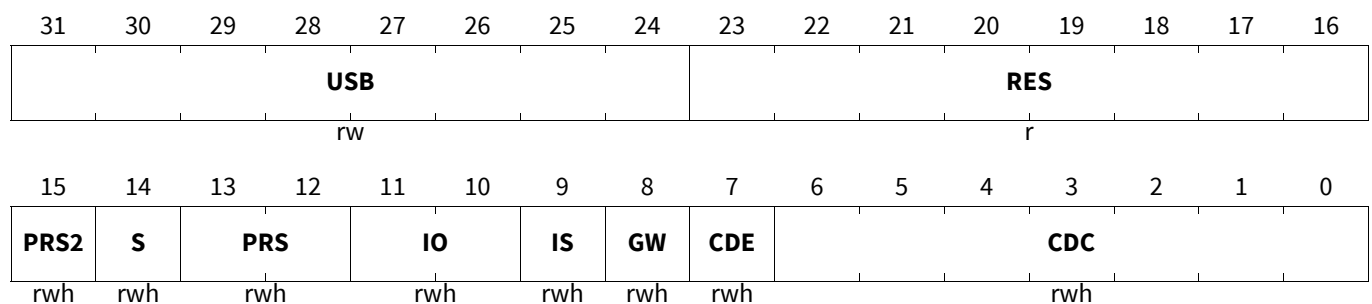 31 30 29 28 27 26 25 24 23 22 21 20 19 18 17 16
USB RES
rw r
15 14 13 12 11 10 9 8 7 6 5 4 3 2 1 0
PRS2 S PRS IO IS GW CDE CDC
rwh rwh rwh rwh rwh rwh rwh rwh